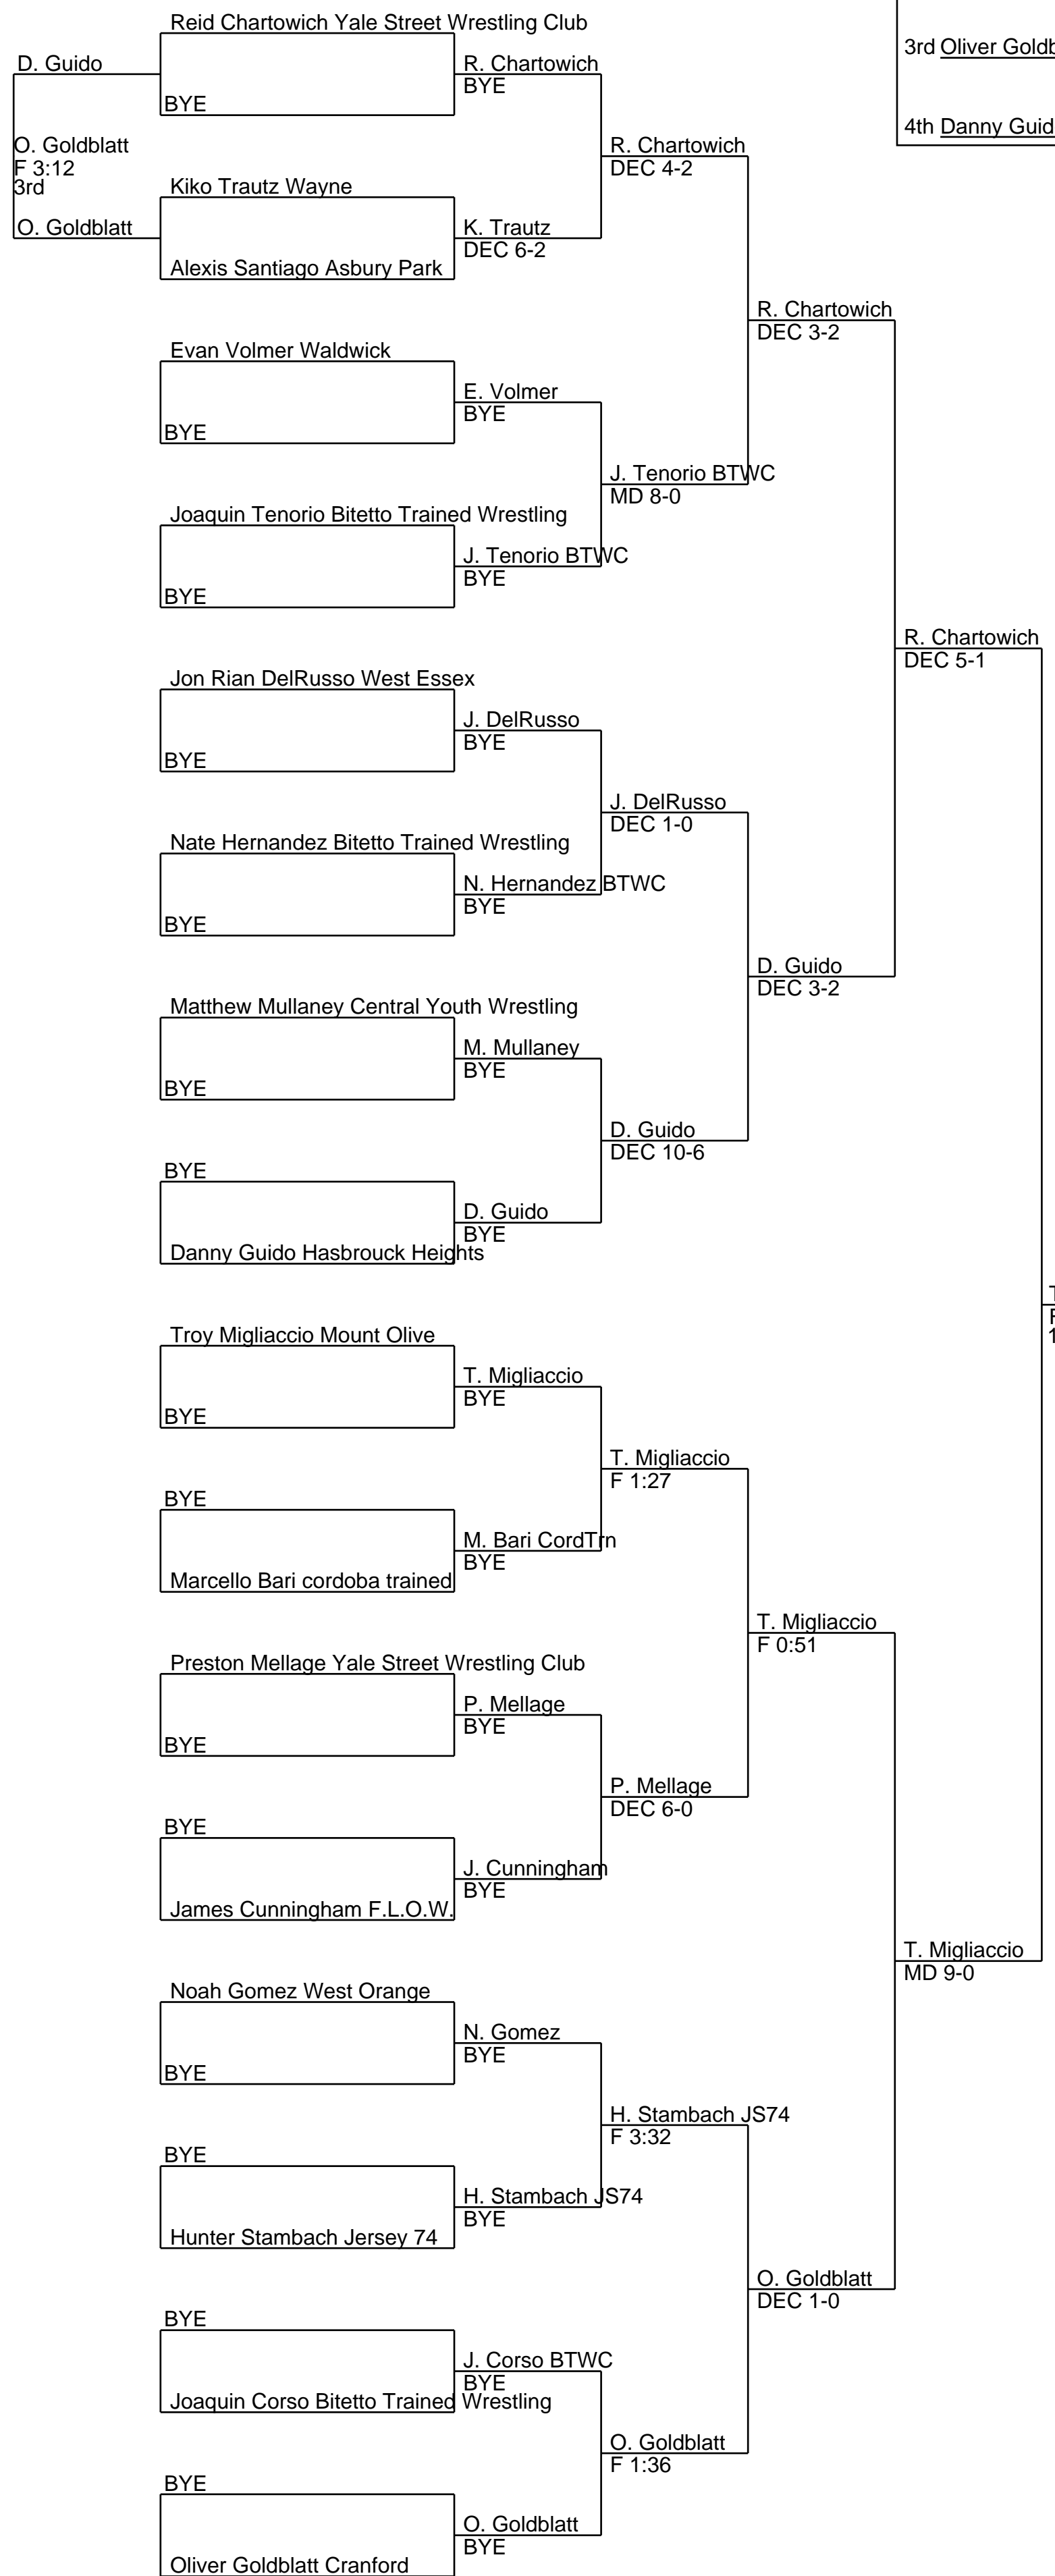 Reid Chartowich Yale Street Wrestling Club
3rd Oliver
D. Guido
R. Chartowich
BYE
BYE
4th Danny
O. Goldblatt
F 3:12
3rd
R. Chartowich
DEC 4-2
Kiko Trautz Wayne
O. Goldblatt
K. Trautz
DEC 6-2
Alexis Santiago Asbury Park
R. Chartowich
DEC 3-2
Evan Volmer Waldwick
E. Volmer
BYE
BYE
J. Tenorio BTWC
MD 8-0
Joaquin Tenorio Bitetto Trained Wrestling
J. Tenorio BTWC
BYE
BYE
R. Chartowich
DEC 5-1
Jon Rian DelRusso West Essex
J. DelRusso
BYE
BYE
J. DelRusso
DEC 1-0
Nate Hernandez Bitetto Trained Wrestling
N. Hernandez BTWC
BYE
BYE
D. Guido
DEC 3-2
Matthew Mullaney Central Youth Wrestling
M. Mullaney
BYE
BYE
D. Guido
DEC 10-6
BYE
D. Guido
BYE
Danny Guido Hasbrouck Heights
Troy Migliaccio Mount Olive
T. Migliaccio
BYE
BYE
T. Migliaccio
F 1:27
BYE
M. Bari CordTrn
BYE
Marcello Bari cordoba trained
T. Migliaccio
F 0:51
Preston Mellage Yale Street Wrestling Club
P. Mellage
BYE
BYE
P. Mellage
DEC 6-0
BYE
J. Cunningham
BYE
James Cunningham F.L.O.W.
T. Migliaccio
MD 9-0
Noah Gomez West Orange
N. Gomez
BYE
BYE
H. Stambach JS74
F 3:32
BYE
H. Stambach JS74
BYE
Hunter Stambach Jersey 74
O. Goldblatt
DEC 1-0
BYE
J. Corso BTWC
BYE
Joaquin Corso Bitetto Trained Wrestling
O. Goldblatt
F 1:36
BYE
O. Goldblatt
BYE
Oliver Goldblatt Cranford